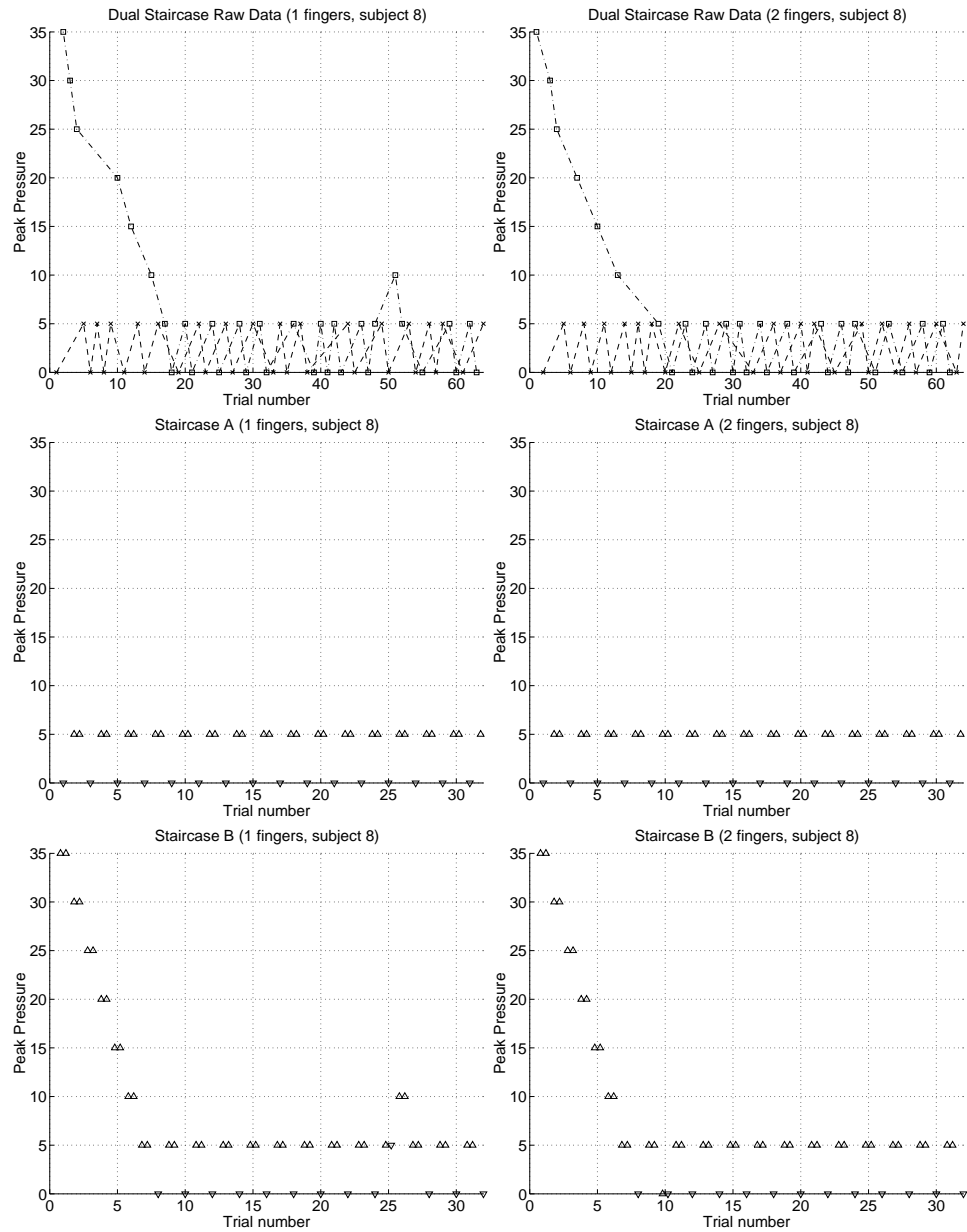 Dual Staircase Raw Data (1 fingers, subject 8)
35
30
25
20
15
10
5
0
Peak Pressure
0 10 20 30 40 50 60
Trial number
Dual Staircase Raw Data (2 fingers, subject 8)
35
30
25
20
15
10
5
0
Peak Pressure
0 10 20 30 40 50 60
Trial number
Staircase A (1 fingers, subject 8)
35
30
25
20
15
10
5
0
Peak Pressure
0 5 10 15 20 25 30
Trial number
Staircase A (2 fingers, subject 8)
35
30
25
20
15
10
5
0
Peak Pressure
0 5 10 15 20 25 30
Trial number
Staircase B (1 fingers, subject 8)
35
30
25
20
15
10
5
0
Peak Pressure
0 5 10 15 20 25 30
Trial number
Staircase B (2 fingers, subject 8)
35
30
25
20
15
10
5
0
Peak Pressure
0 5 10 15 20 25 30
Trial number